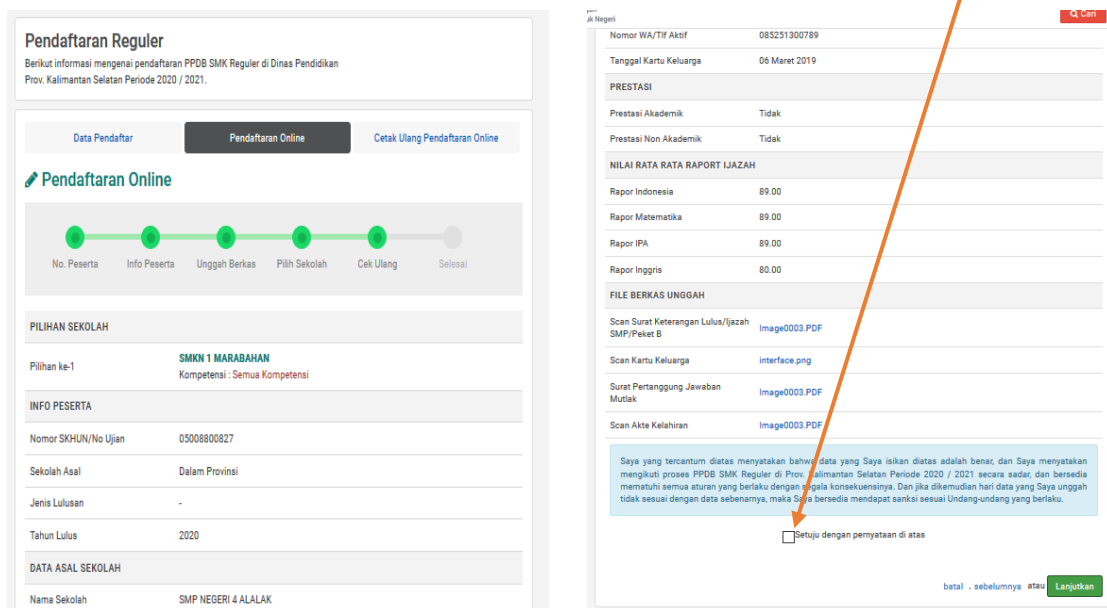 Pendaftaran Reguler
Berikut informasi mengenai pendaftaran PPDB SMK Reguler di Dinas Pendidikan
Prov. Kalimantan Selatan Periode 2020 / 2021.
Data Pendaftar
Pendaftaran Online
Cetak Ulang Pendaftaran Online
Pendaftaran Online
No. Peserta
Info Peserta
Unggah Berkas
Pilih Sekolah
Cek Ulang
Selesai
PILIHAN SEKOLAH
Pilihan ke-1
SMKN 1 MARABAHAN
Kompetensi : Semua Kompetensi
INFO PESERTA
Nomor SKHUN/No Ujian 05008800827
Sekolah Asal Dalam Provinsi
Jenis Lulusan -
Tahun Lulus 2020
DATA ASAL SEKOLAH
Nama Sekolah SMP NEGERI 4 ALALAK
uk Negeri
Cari
Nomor WA/Tlf Aktif 085251300789
Tanggal Kartu Keluarga 06 Maret 2019
PRESTASI
Prestasi Akademik Tidak
Prestasi Non Akademik Tidak
NILAI RATA RATA RAPORT IJAZAH
Rapor Indonesia 89.00
Rapor Matematika 89.00
Rapor IPA 89.00
Rapor Inggris 80.00
FILE BERKAS UNGGAH
Scan Surat Keterangan Lulus/Ijazah
SMP/Peket B
Image0003.PDF
Scan Kartu Keluarga interface.png
Surat Pertanggung Jawaban
Mutlak
Image0003.PDF
Scan Akte Kelahiran Image0003.PDF
Saya yang tercantum diatas menyatakan bahwa data yang Saya isikan diatas adalah benar, dan Saya menyatakan
mengikuti proses PPDB SMK Reguler di Prov. Kalimantan Selatan Periode 2020 / 2021 secara sadar, dan bersedia
mematuhi semua aturan yang berlaku dengan segala konsekuensinya. Dan jika dikemudian hari data yang Saya unggah
tidak sesuai dengan data sebenarnya, maka Saya bersedia mendapat sanksi sesuai Undang-undang yang berlaku.
Setuju dengan pernyataan di atas
batal . sebelumnya atau Lanjutkan